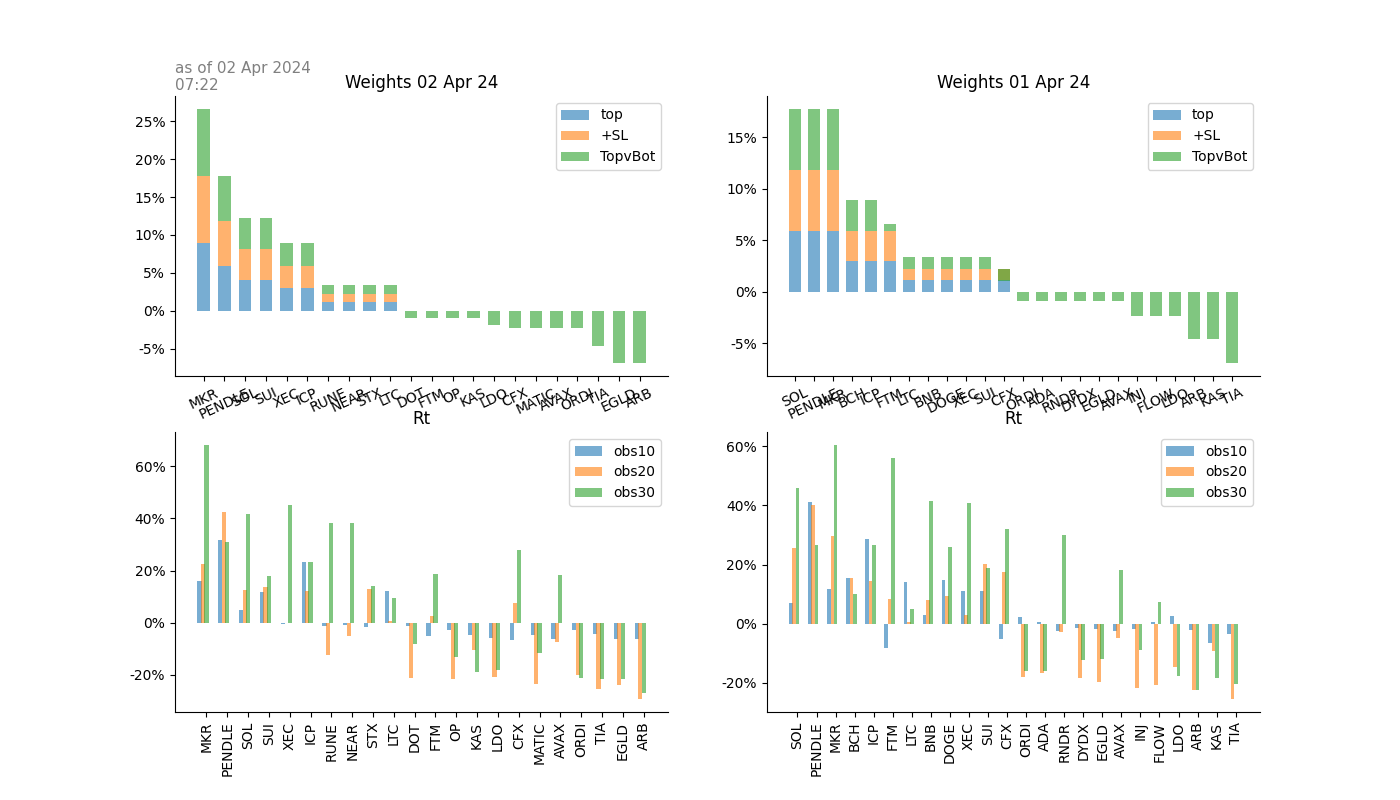 as of 02 Apr 2024
07:22
Weights 02 Apr 24
25%
20%
15%
10%
5%
0%
-5%
top
+SL
TopvBot
MKR
PENDLE
SOL
SUI
XEC
ICP
RUNE
NEAR
STX
LTC
DOT
FTM
OP
KAS
LDO
CFX
MATIC
AVAX
ORDI
TIA
EGLD
ARB
Weights 01 Apr 24
15%
10%
5%
0%
-5%
top
+SL
TopvBot
SOL
PENDLE
MKR
BCH
ICP
FTM
LTC
BNB
DOGE
XEC
SUI
CFX
ORDI
ADA
RNDR
DYDX
EGLD
AVAX
INJ
FLOW
LDO
ARB
KAS
TIA
Rt
60%
40%
20%
0%
-20%
obs10
obs20
obs30
MKR
PENDLE
SOL
SUI
XEC
ICP
RUNE
NEAR
STX
LTC
DOT
FTM
OP
KAS
LDO
CFX
MATIC
AVAX
ORDI
TIA
EGLD
ARB
Rt
60%
40%
20%
0%
-20%
obs10
obs20
obs30
SOL
PENDLE
MKR
BCH
ICP
FTM
LTC
BNB
DOGE
XEC
SUI
CFX
ORDI
ADA
RNDR
DYDX
EGLD
AVAX
INJ
FLOW
LDO
ARB
KAS
TIA